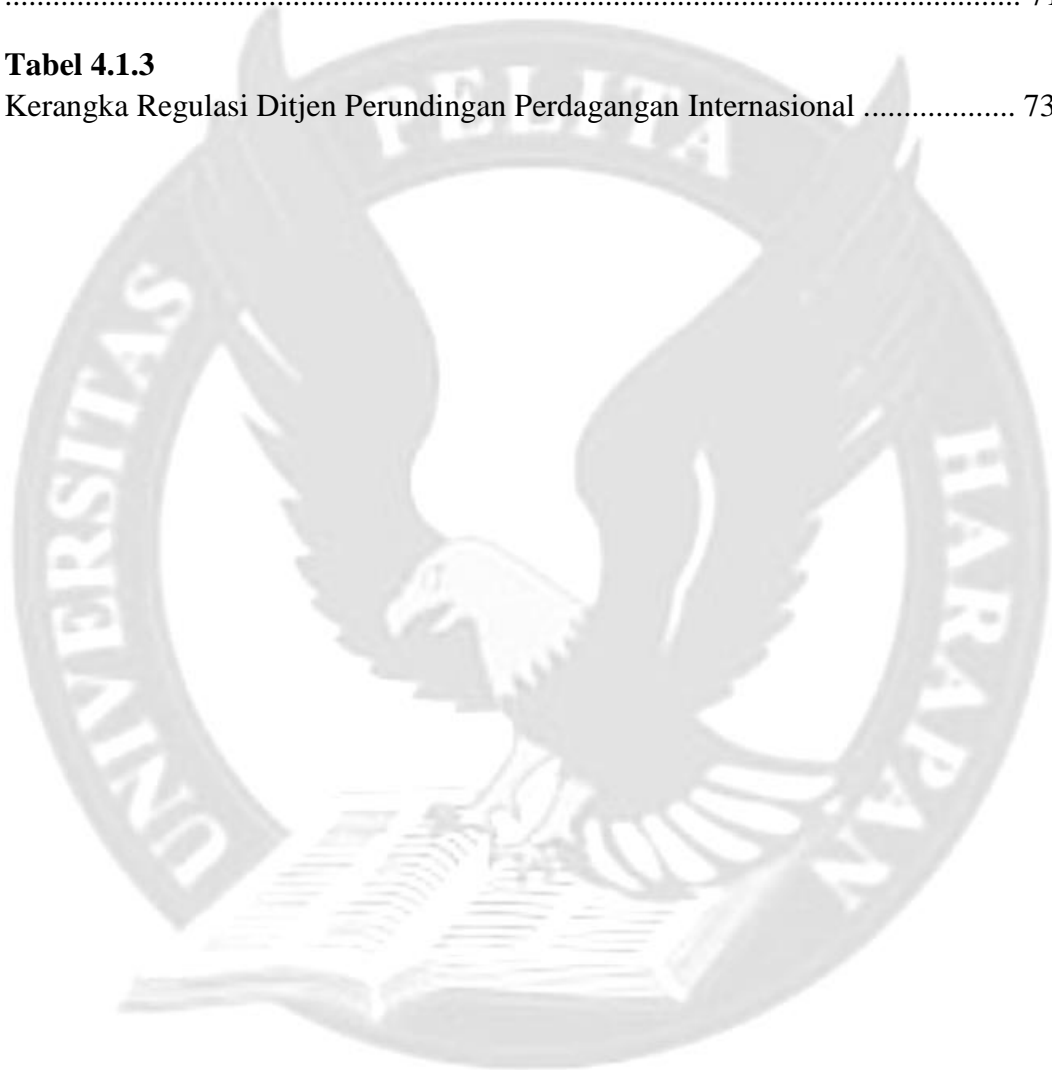 Tabel 4.1.3
Kerangka Regulasi Ditjen Perundingan Perdagangan Internasional .................. 73
UNIVERSITAS PELITA HARAPAN